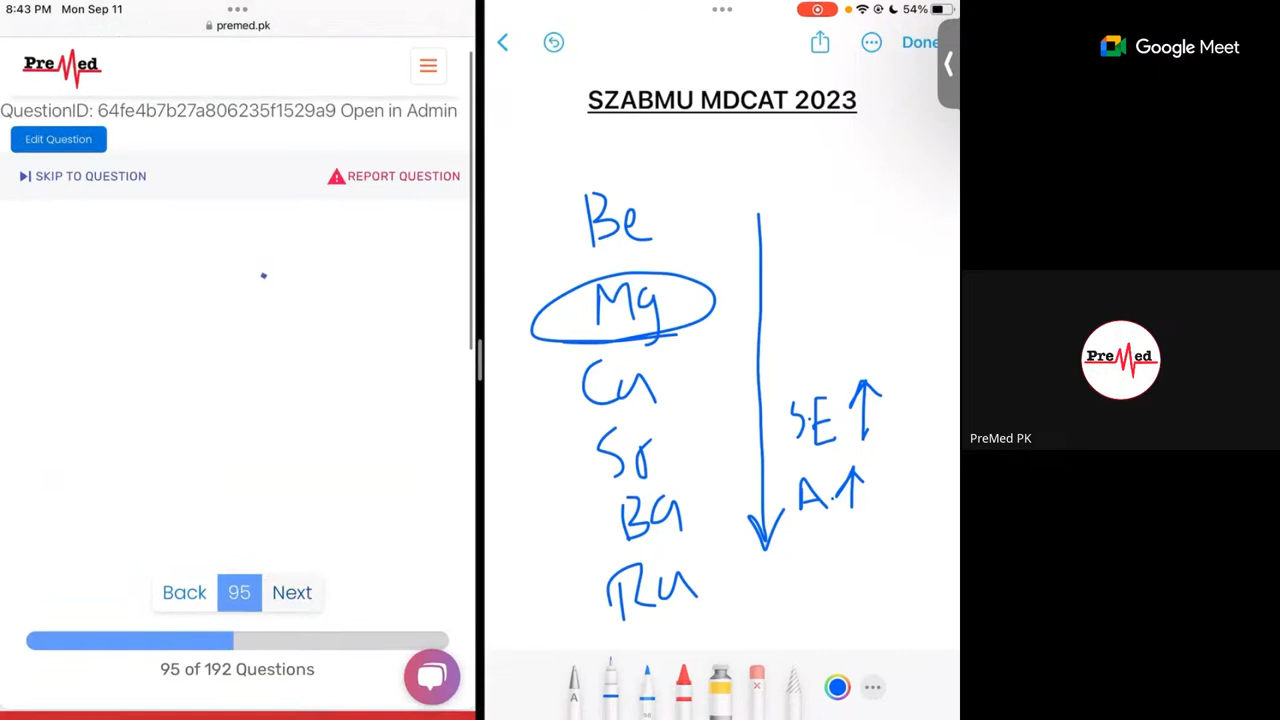 8:43 PM Mon Sep 11
premed.pk
PreMed
QuestionID: 64fe4b7b27a806235f1529a9 Open in Admin
Edit Question
SKIP TO QUESTION
REPORT QUESTION
Back 95 Next
95 of 192 Questions
54%
Done
SZABMU MDCAT 2023
Be
Mg
Ca
Sr
Ba
Ra
S.E ↑
A.↑
A
96
Google Meet
PreMed
PreMed PK